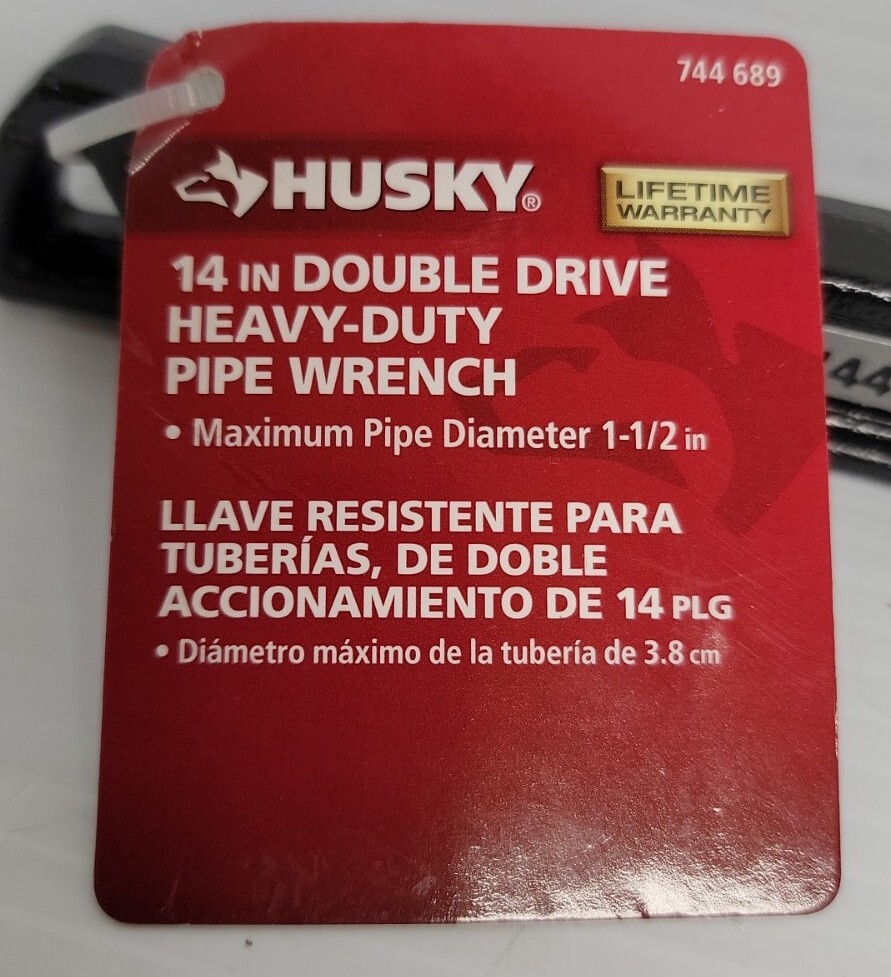 744 689
HUSKY®
LIFETIME
WARRANTY
14 IN DOUBLE DRIVE
HEAVY-DUTY
PIPE WRENCH
• Maximum Pipe Diameter 1-1/2 in
LLAVE RESISTENTE PARA
TUBERÍAS, DE DOBLE
ACCIONAMIENTO DE 14 PLG
• Diámetro máximo de la tubería de 3.8 cm